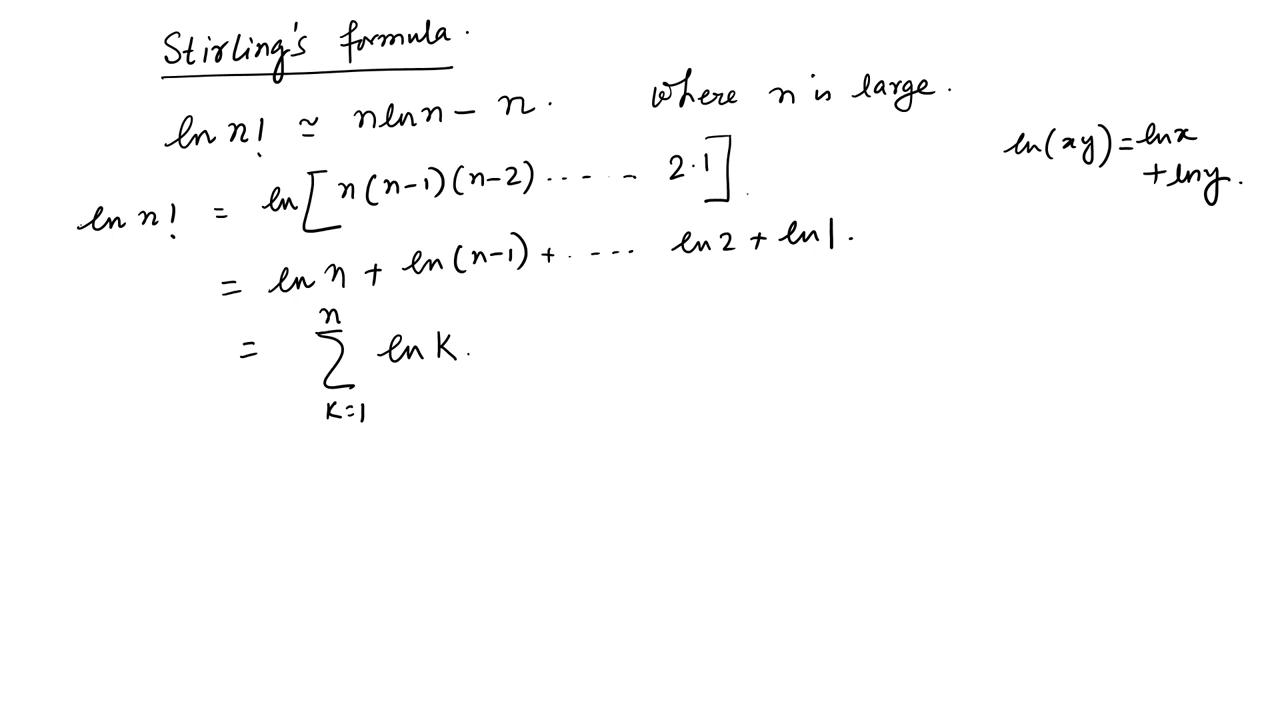 Stirling's formula.
ln n! ≃ n ln n - n. where n is large.
ln(xy) = ln x
+ ln y.
ln n! = ln [n(n-1)(n-2) ..... - 2.1].
= ln n + ln(n-1) + . --- ln 2 + ln 1.
= n∑k=1 ln K.